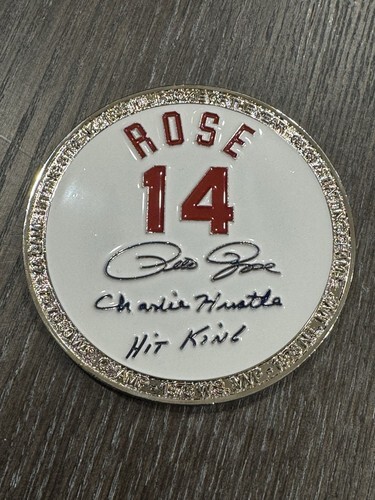 ROSE
14
Pete Rose
Charlie Hustle
Hit King